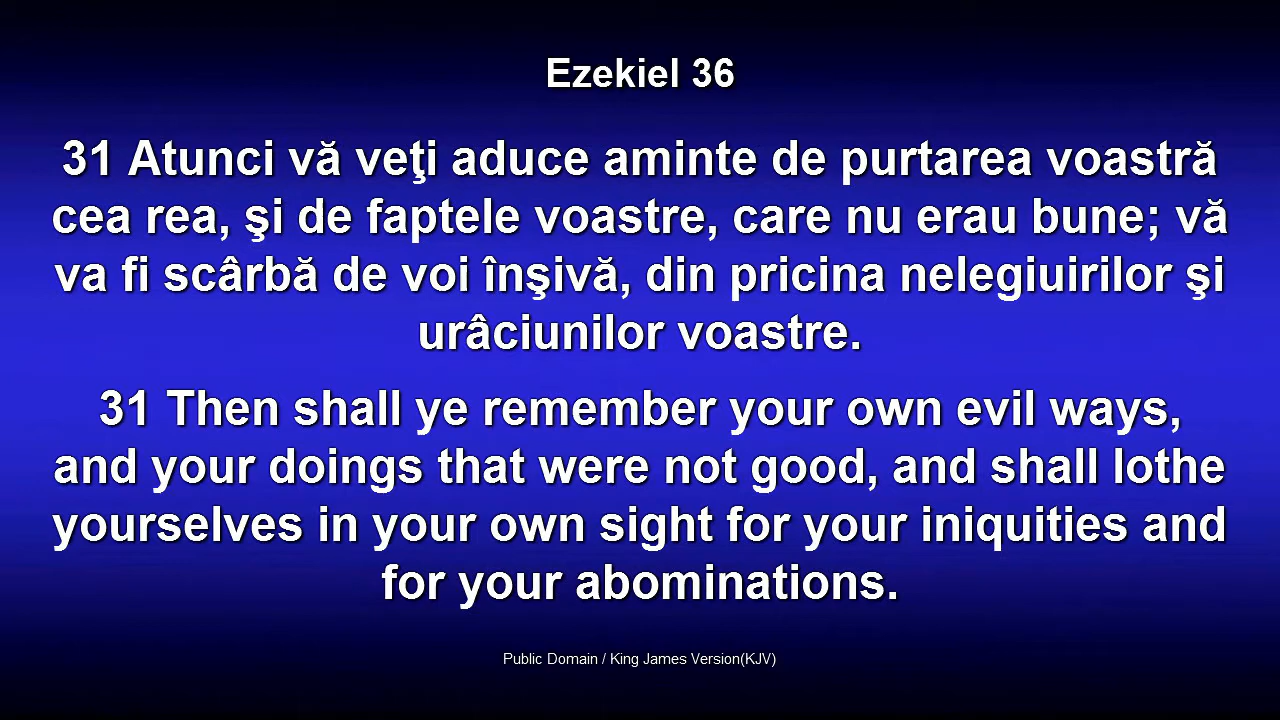 Ezekiel 36
31 Atunci vă veţi aduce aminte de purtarea voastră
cea rea, şi de faptele voastre, care nu erau bune; vă
va fi scârbă de voi înşivă, din pricina nelegiuirilor şi
urâciunilor voastre.
31 Then shall ye remember your own evil ways,
and your doings that were not good, and shall lothe
yourselves in your own sight for your iniquities and
for your abominations.
Public Domain / King James Version(KJV)